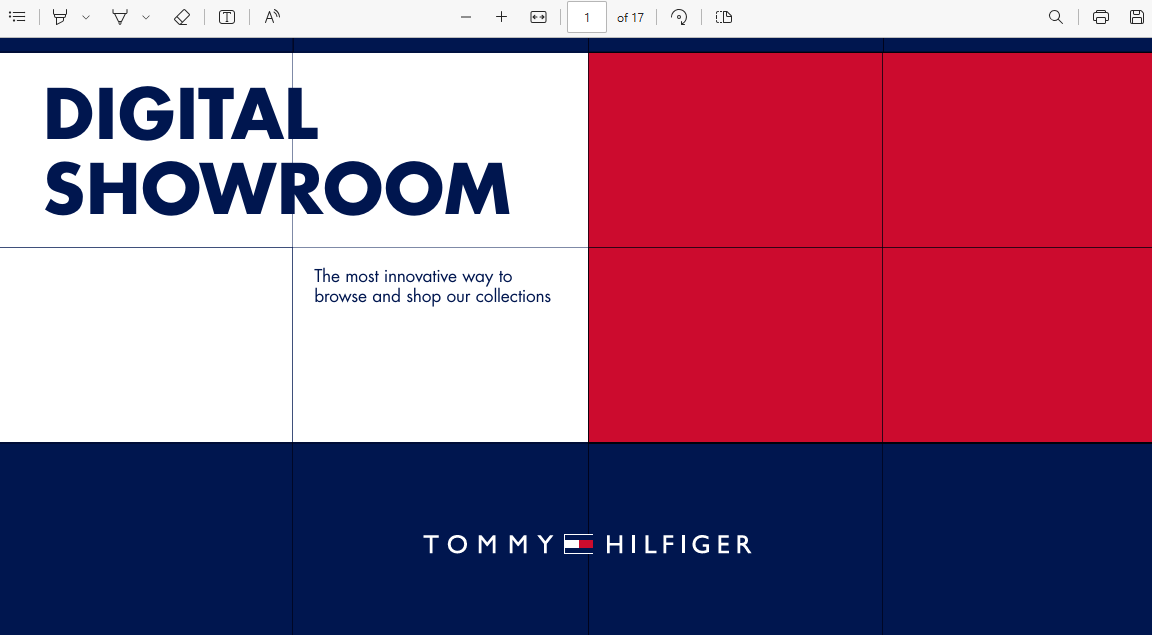 1 of 17
DIGITAL
SHOWROOM
The most innovative way to
browse and shop our collections
TOMMY HILFIGER